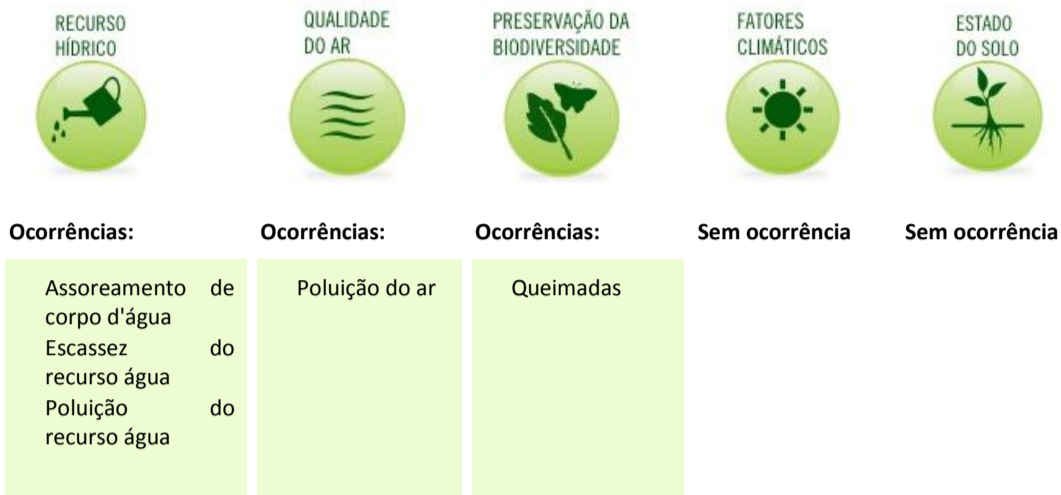 RECURSO
HÍDRICO
QUALIDADE
DO AR
PRESERVAÇÃO DA
BIODIVERSIDADE
FATORES
CLIMÁTICOS
ESTADO
DO SOLO
Ocorrências:
Ocorrências:
Ocorrências:
Sem ocorrência
Sem ocorrência
Assoreamento de
corpo d'água
Escassez do
recurso água
Poluição do
recurso água
Poluição do ar
Queimadas